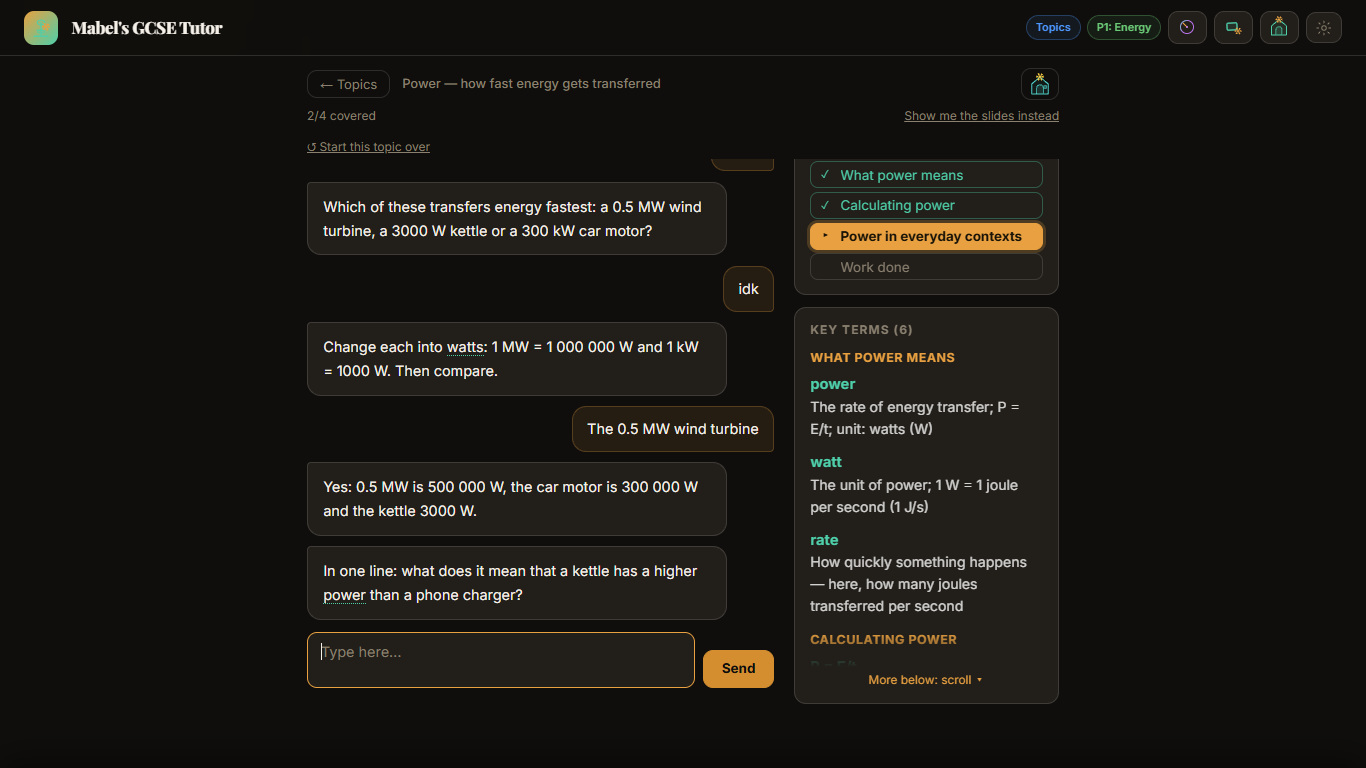 Mabel's GCSE Tutor
Topics
P1: Energy
← Topics
Power — how fast energy gets transferred
2/4 covered
Show me the slides instead
↺ Start this topic over
Which of these transfers energy fastest: a 0.5 MW wind
turbine, a 3000 W kettle or a 300 kW car motor?
idk
Change each into watts: 1 MW = 1 000 000 W and 1 kW
= 1000 W. Then compare.
The 0.5 MW wind turbine
Yes: 0.5 MW is 500 000 W, the car motor is 300 000 W
and the kettle 3000 W.
In one line: what does it mean that a kettle has a higher
power than a phone charger?
Type here...
Send
✓ What power means
✓ Calculating power
‣ Power in everyday contexts
Work done
KEY TERMS (6)
WHAT POWER MEANS
power
The rate of energy transfer; P =
E/t; unit: watts (W)
watt
The unit of power; 1 W = 1 joule
per second (1 J/s)
rate
How quickly something happens
— here, how many joules
transferred per second
CALCULATING POWER
More below: scroll ▾